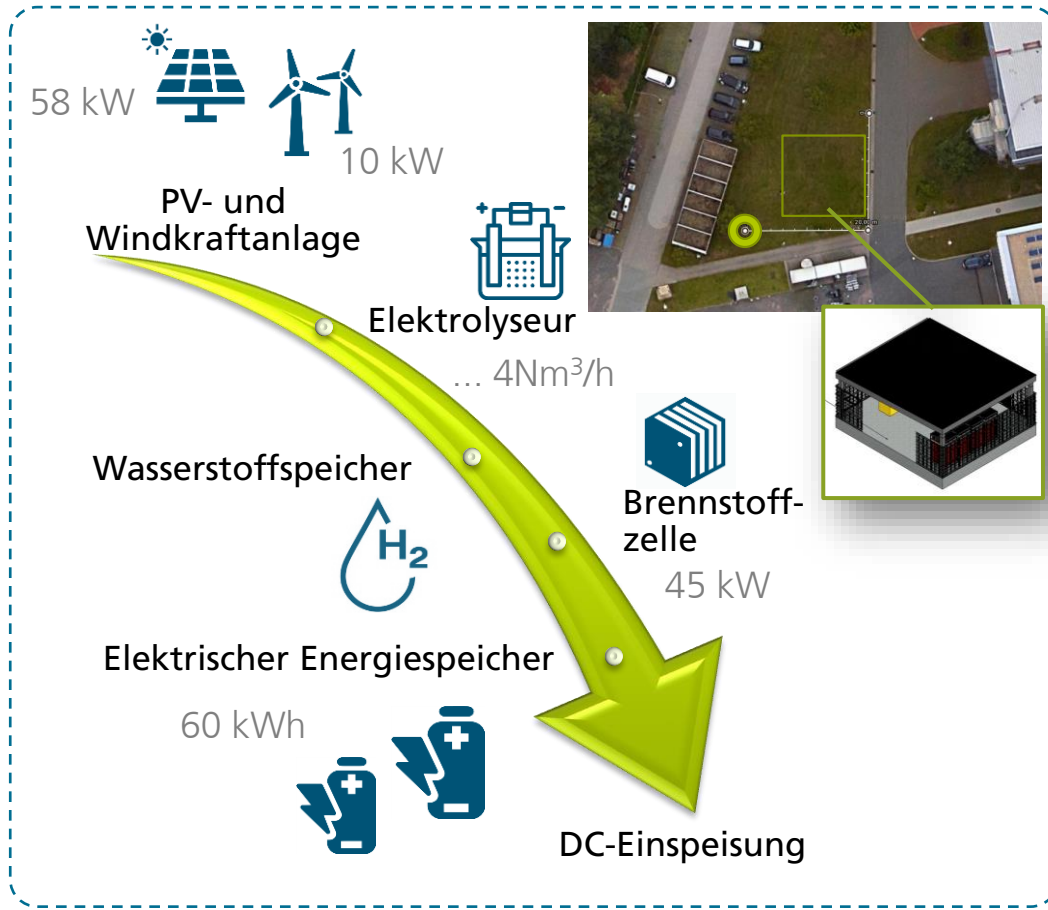 58 kW
10 kW
PV- und
Windkraftanlage
Elektrolyseur
... 4Nm³/h
Wasserstoffspeicher
H₂
Brennstoff-
zelle
45 kW
Elektrischer Energiespeicher
60 kWh
DC-Einspeisung